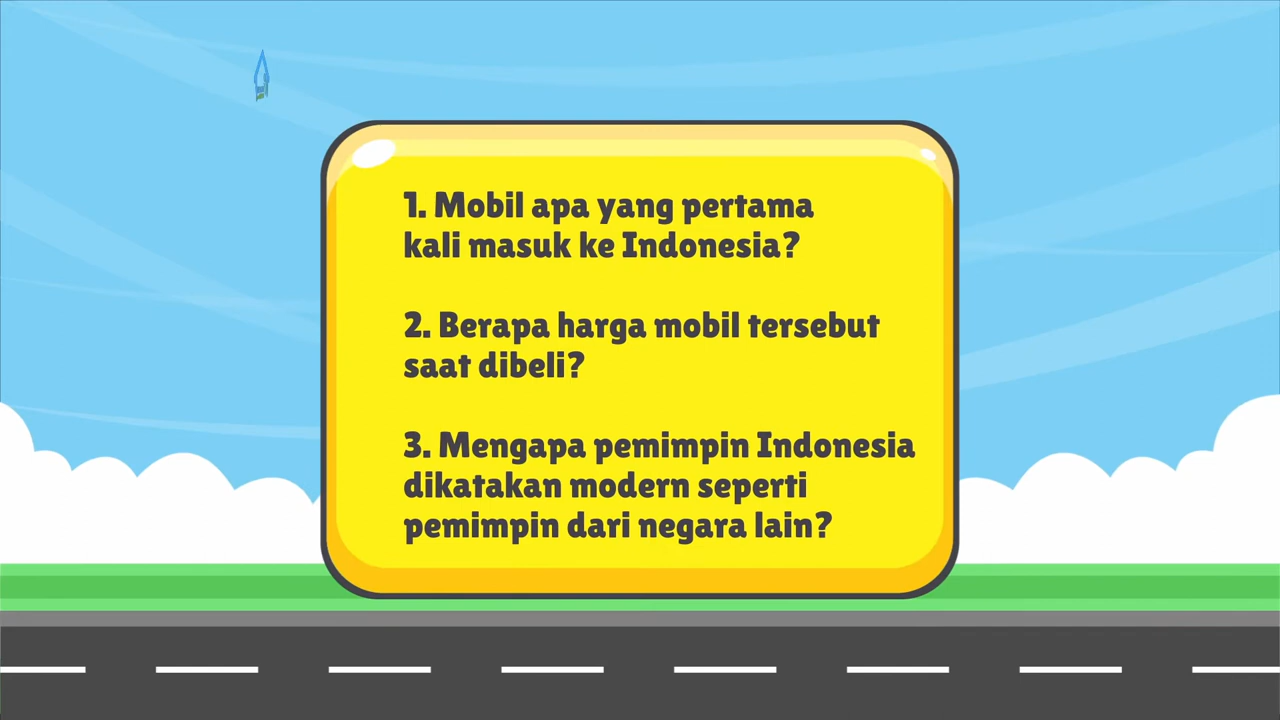 1. Mobil apa yang pertama
kali masuk ke Indonesia?
2. Berapa harga mobil tersebut
saat dibeli?
3. Mengapa pemimpin Indonesia
dikatakan modern seperti
pemimpin dari negara lain?